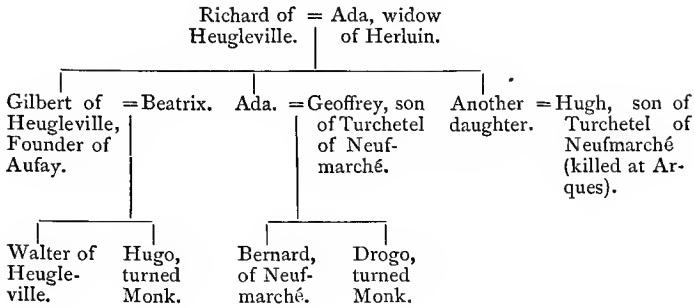 Richard of = Ada, widow
Heugleville. of Herluin.
Gilbert of = Beatrix. Ada. = Geoffrey, son Another = Hugh, son of
Heugleville, of Turchetel daughter. Turchetel of
Founder of of Neuf- Neufmarché
Aufay. marché. (killed at Ar-
ques).
Walter of Hugo, Bernard, Drogo,
Heugle- turned of Neuf- turned
ville. Monk. marché. Monk.